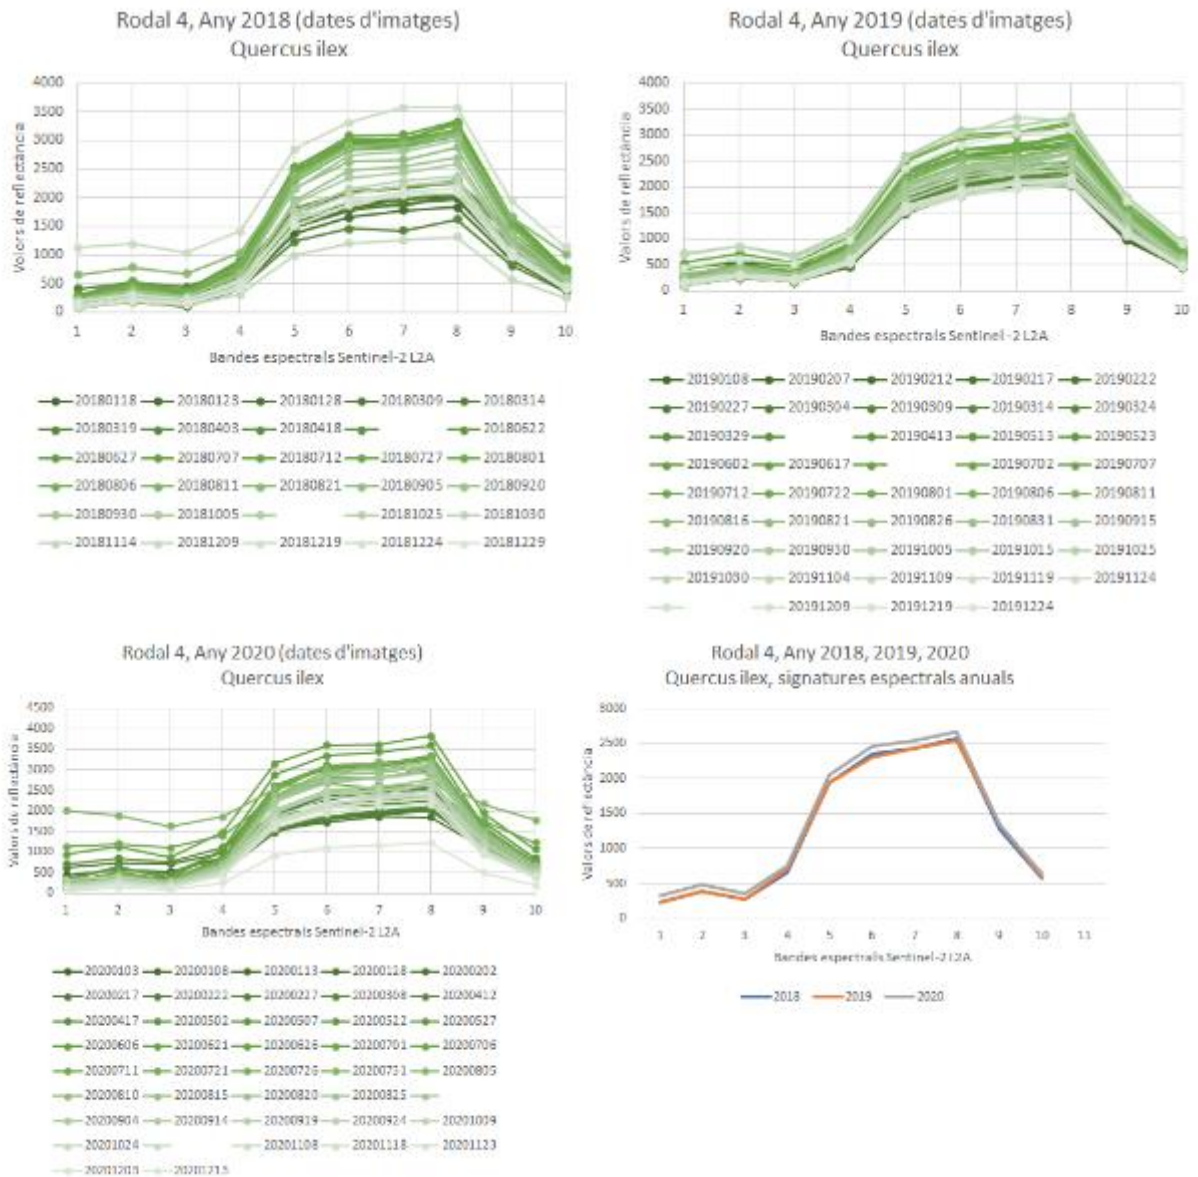 Rodal 4, Any 2018 (dates d'imatges)
Quercus ilex
4000
3500
3000
2500
2000
1500
1000
500
0
Valors de reflectància
1 2 3 4 5 6 7 8 9 10
Bandes espectrals Sentinel-2 L2A
20180118 20180123 20180128 20180309 20180314
20180319 20180403 20180418 20180622
20180627 20180707 20180712 20180727 20180801
20180806 20180811 20180821 20180905 20180920
20180930 20181005 20181025 20181030
20181114 20181209 20181219 20181224 20181229
Rodal 4, Any 2019 (dates d'imatges)
Quercus ilex
4000
3500
3000
2500
2000
1500
1000
500
0
Valors de reflectància
1 2 3 4 5 6 7 8 9 10
Bandes espectrals Sentinel-2 L2A
20190108 20190207 20190212 20190217 20190222
20190227 20190304 20190309 20190314 20190324
20190329 20190413 20190513 20190523
20190602 20190617 20190702 20190707
20190712 20190722 20190801 20190806 20190811
20190816 20190821 20190826 20190831 20190915
20190920 20190930 20191005 20191015 20191025
20191030 20191104 20191109 20191119 20191124
20191209 20191219 20191224
Rodal 4, Any 2020 (dates d'imatges)
Quercus ilex
4500
4000
3500
3000
2500
2000
1500
1000
500
0
Valors de reflectància
1 2 3 4 5 6 7 8 9 10
Bandes espectrals Sentinel-2 L2A
20200103 20200108 20200113 20200128 20200202
20200217 20200222 20200227 20200308 20200412
20200417 20200502 20200507 20200522 20200527
20200606 20200621 20200626 20200701 20200706
20200711 20200721 20200726 20200731 20200805
20200810 20200815 20200820 20200825
20200904 20200914 20200919 20200924 20201009
20201024 20201108 20201118 20201123
20201203 20201213
Rodal 4, Any 2018, 2019, 2020
Quercus ilex, signatures espectrals anuals
3000
2500
2000
1500
1000
500
0
Valors de reflectància
1 2 3 4 5 6 7 8 9 10 11
Bandes espectrals Sentinel-2 L2A
2018 2019 2020